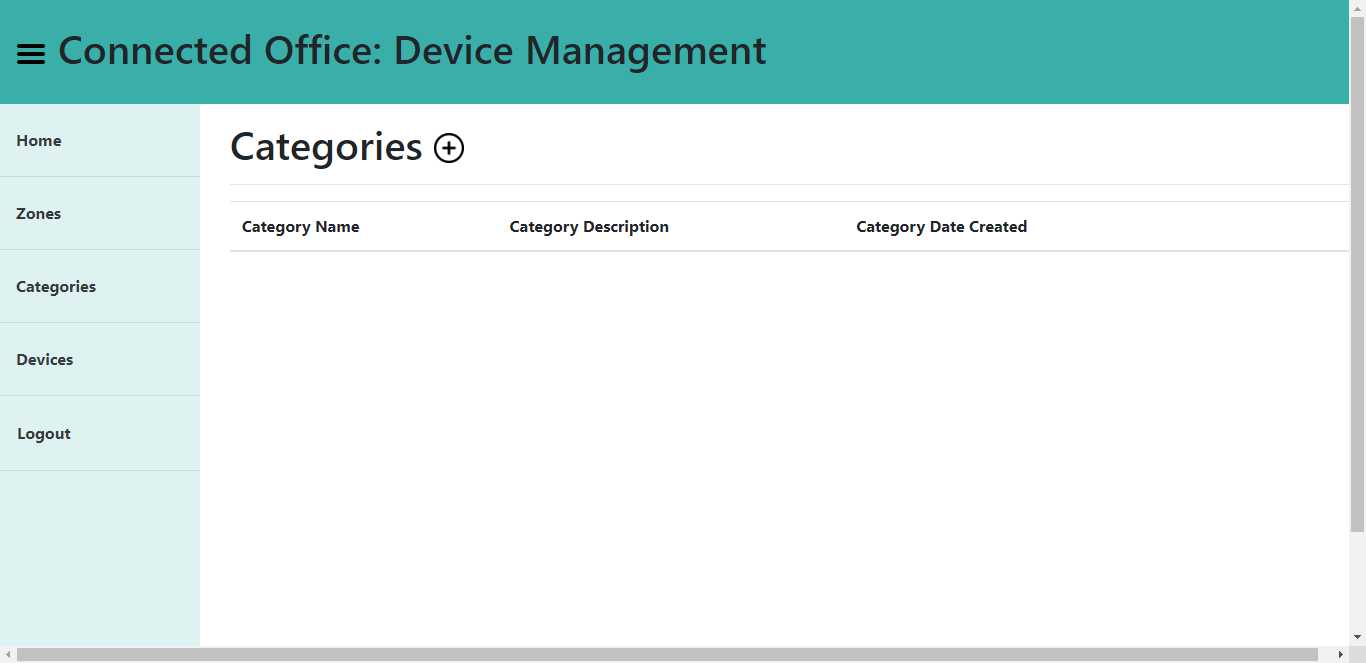 Connected Office: Device Management
Home
Zones
Categories
Devices
Logout
Categories
Category Name Category Description Category Date Created